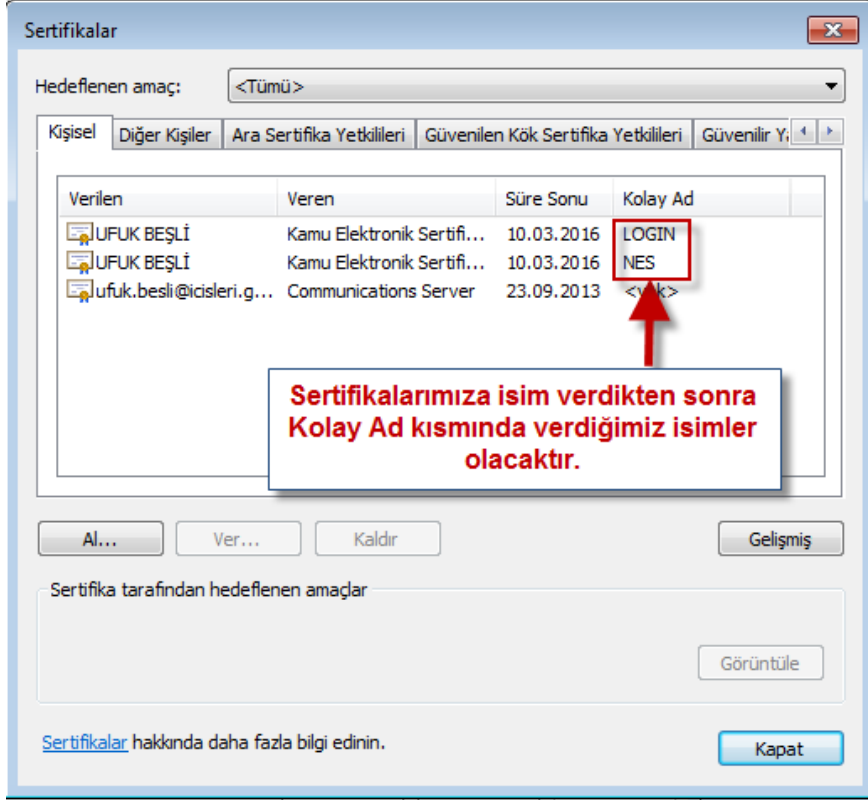 Sertifikalar
Hedeflenen amaç: <Tümü>
Kişisel Diğer Kişiler Ara Sertifika Yetkilileri Güvenilen Kök Sertifika Yetkilileri Güvenilir
Verilen Veren Süre Sonu Kolay Ad
UFUK BEŞLİ Kamu Elektronik Sertifi... 10.03.2016 LOGIN
UFUK BEŞLİ Kamu Elektronik Sertifi... 10.03.2016 NES
ufuk.besli@icisleri.g... Communications Server 23.09.2013
Sertifikalarımıza isim verdikten sonra
Kolay Ad kısmında verdiğimiz isimler
olacaktır.
Al... Ver... Kaldır Gelişmiş
Sertifika tarafından hedeflenen amaçlar
Görüntüle
Sertifikalar hakkında daha fazla bilgi edinin.
Kapat